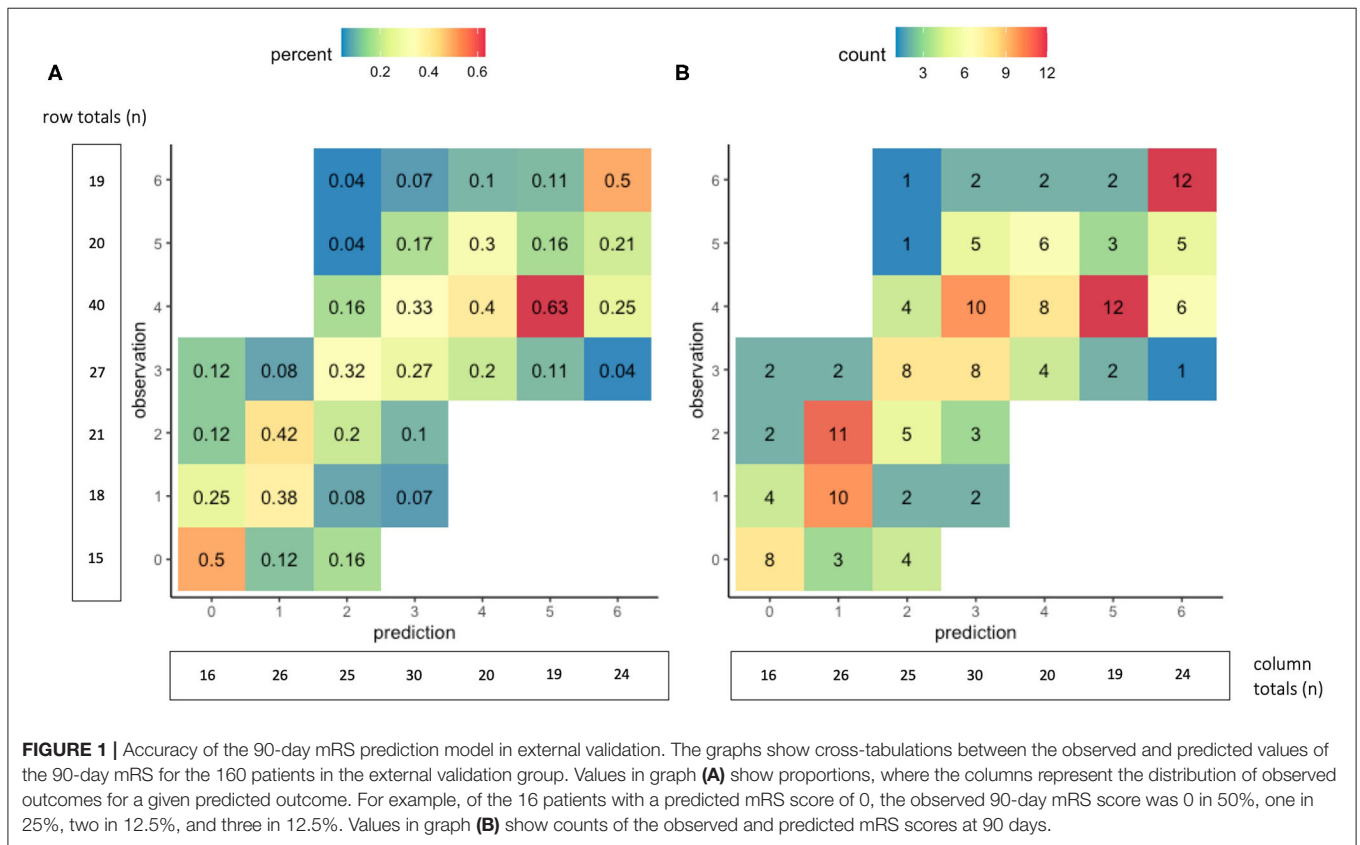 percent
0.2 0.4 0.6
count
3 6 9 12
A
B
row totals (n)
19
20
40
27
21
18
15
observation
6
5
4
3
2
1
0
0.04 0.07 0.1 0.11 0.5
0.04 0.17 0.3 0.16 0.21
0.16 0.33 0.4 0.63 0.25
0.12 0.08 0.32 0.27 0.2 0.11 0.04
0.12 0.42 0.2 0.1
0.25 0.38 0.08 0.07
0.5 0.12 0.16
0 1 2 3 4 5 6
prediction
16 26 25 30 20 19 24
observation
6
5
4
3
2
1
0
1 2 2 2 12
1 5 6 3 5
4 10 8 12 6
2 2 8 8 4 2 1
2 11 5 3
4 10 2 2
8 3 4
0 1 2 3 4 5 6
prediction
16 26 25 30 20 19 24
column
totals (n)
FIGURE 1 | Accuracy of the 90-day mRS prediction model in external validation. The graphs show cross-tabulations between the observed and predicted values of
the 90-day mRS for the 160 patients in the external validation group. Values in graph (A) show proportions, where the columns represent the distribution of observed
outcomes for a given predicted outcome. For example, of the 16 patients with a predicted mRS score of 0, the observed 90-day mRS score was 0 in 50%, one in
25%, two in 12.5%, and three in 12.5%. Values in graph (B) show counts of the observed and predicted mRS scores at 90 days.